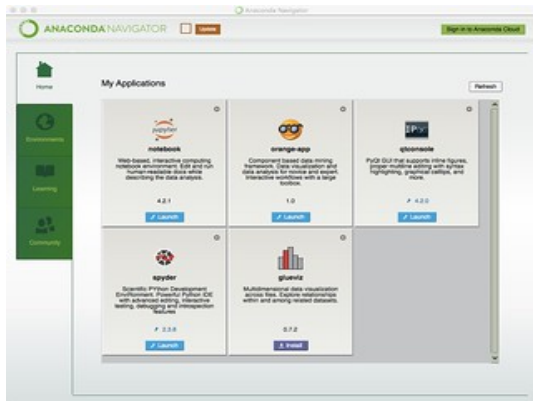 Anaconda Navigator
ANACONDA NAVIGATOR
Update
Sign in to Anaconda Cloud
Home
Environments
Learning
Community
My Applications
Refresh
jupyter
notebook
Web-based, interactive computing
notebook environment. Edit and run
human-readable docs while
describing the data analysis.
4.2.1
Launch
orange-app
Component based data mining
framework. Data visualization and
data analysis for novice and expert.
Interactive workflows with a large
toolbox.
1.0
Launch
IP[y]:
qtconsole
PyQt GUI that supports inline figures,
proper multiline editing with syntax
highlighting, graphical calltips, and
more.
4.2.0
Launch
spyder
Scientific PYthon Development
EnviRonment. Powerful Python IDE
with advanced editing, interactive
testing, debugging and introspection
features
2.3.8
Launch
glueviz
Multidimensional data visualization
across files. Explore relationships
within and among related datasets.
0.7.2
Install